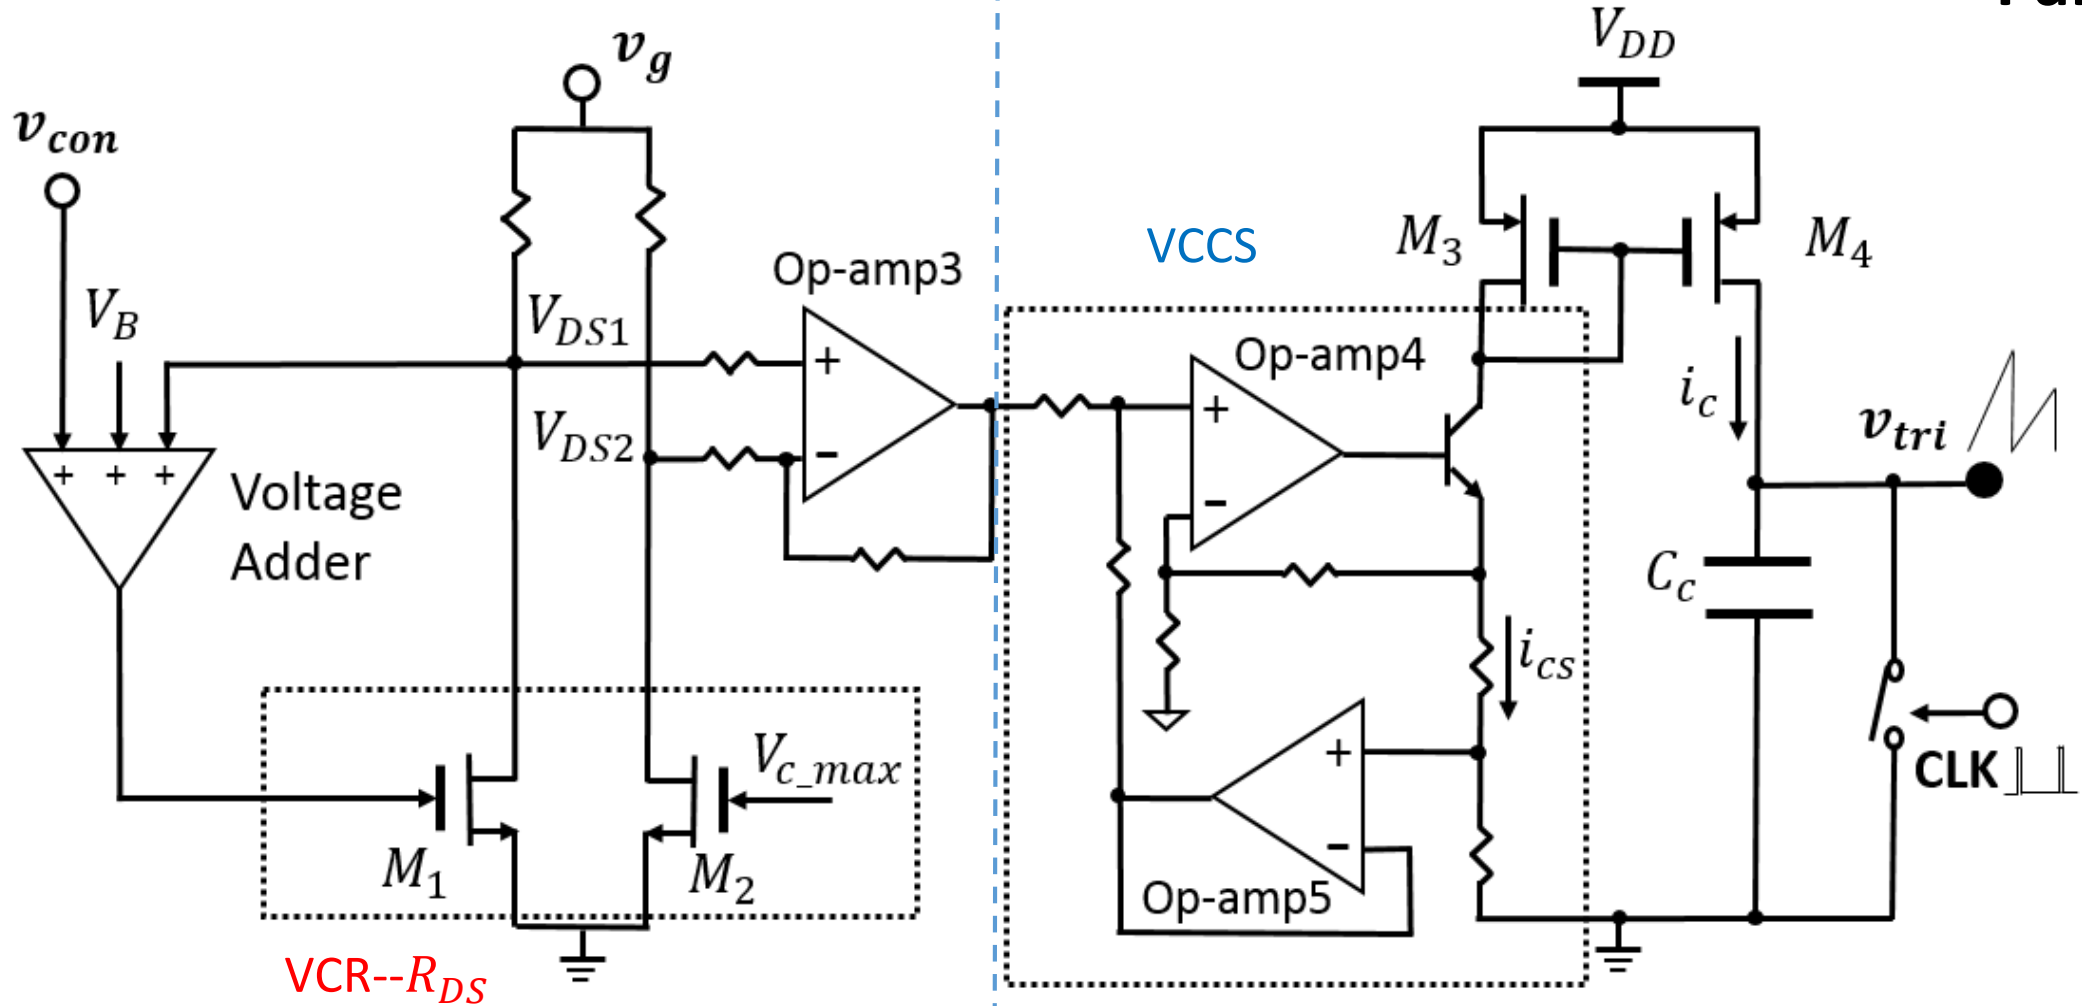 V_DD
v_g
v_con
M_3
M_4
VCCS
Op-amp3
V_B
V_DS1
+
Op-amp4
i_c
+
v_tri
V_DS2
-
+ + +
Voltage
Adder
-
C_c
i_cs
V_c_max
+
CLK
M_1
M_2
-
Op-amp5
VCR--R_DS